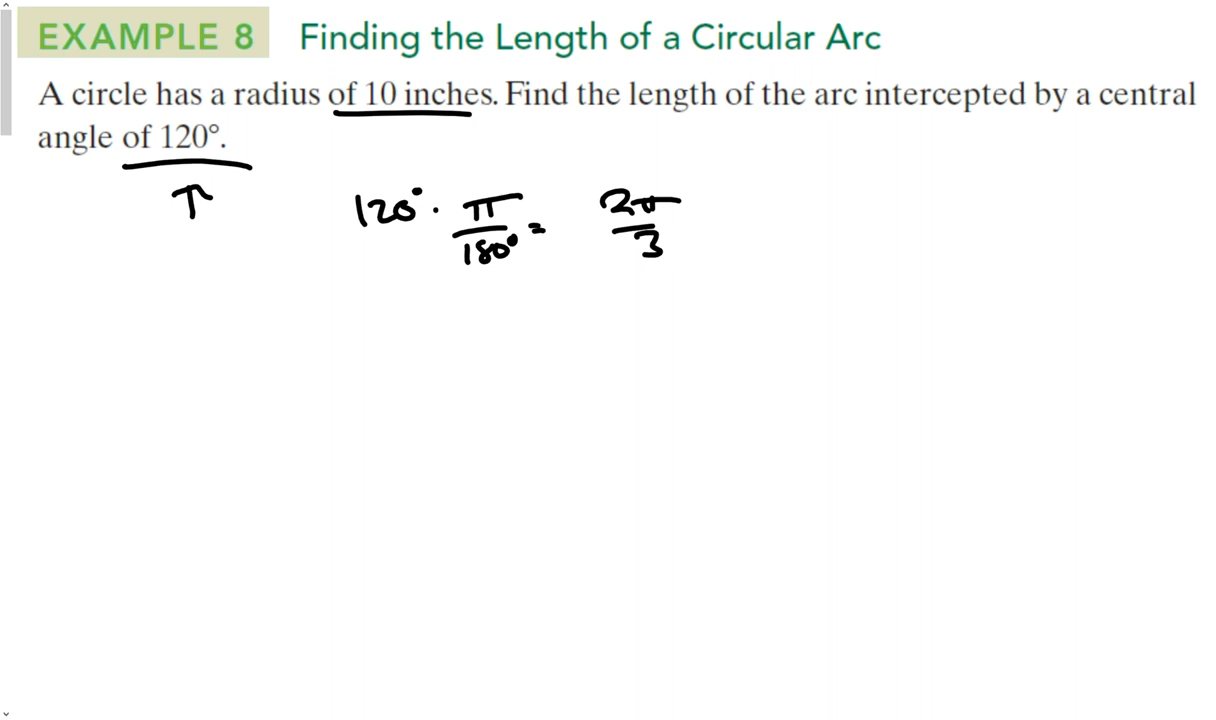 EXAMPLE 8 Finding the Length of a Circular Arc
A circle has a radius of 10 inches. Find the length of the arc intercepted by a central
angle of 120°.
120° · π/180° = 2π/3